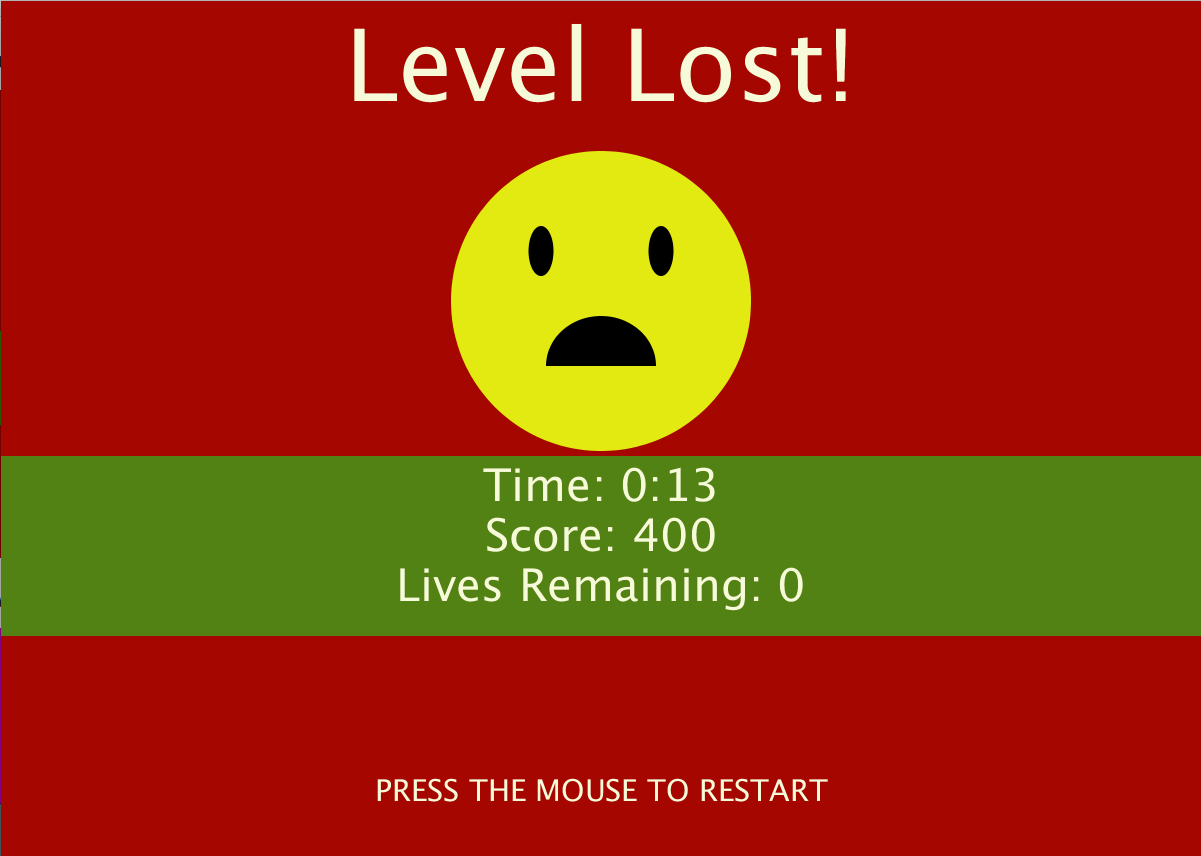 Level Lost!
Time: 0:13
Score: 400
Lives Remaining: 0
PRESS THE MOUSE TO RESTART